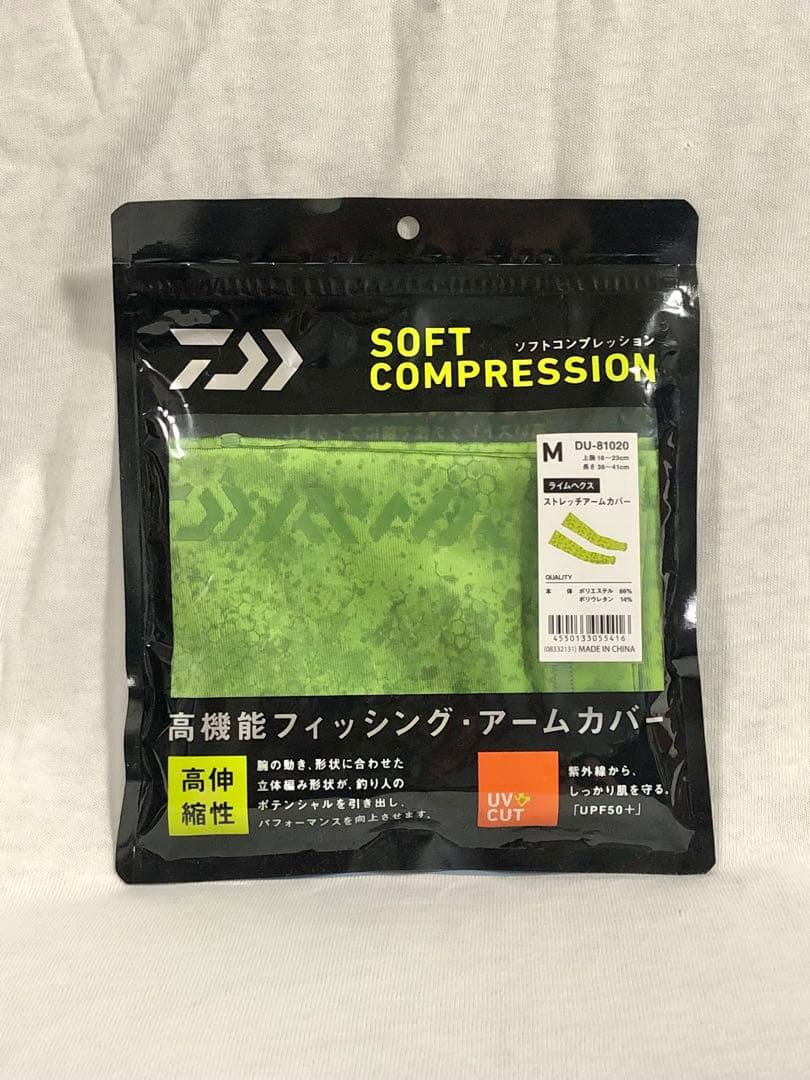 SOFT
COMPRESSION
ソフトコンプレッション
M DU-81020
上腕 18～23cm
長さ 36～41cm
ライムヘクス
ストレッチアームカバー
QUALITY
本 体 ポリエステル 86%
ポリウレタン 14%
4550133055416
(08332131) MADE IN CHINA
高機能フィッシング・アームカバー
高伸
縮性
腕の動き、形状に合わせた
立体編み形状が、釣り人の
ポテンシャルを引き出し、
パフォーマンスを向上させます。
UV
CUT
紫外線から、
しっかり肌を守る。
「UPF50+」